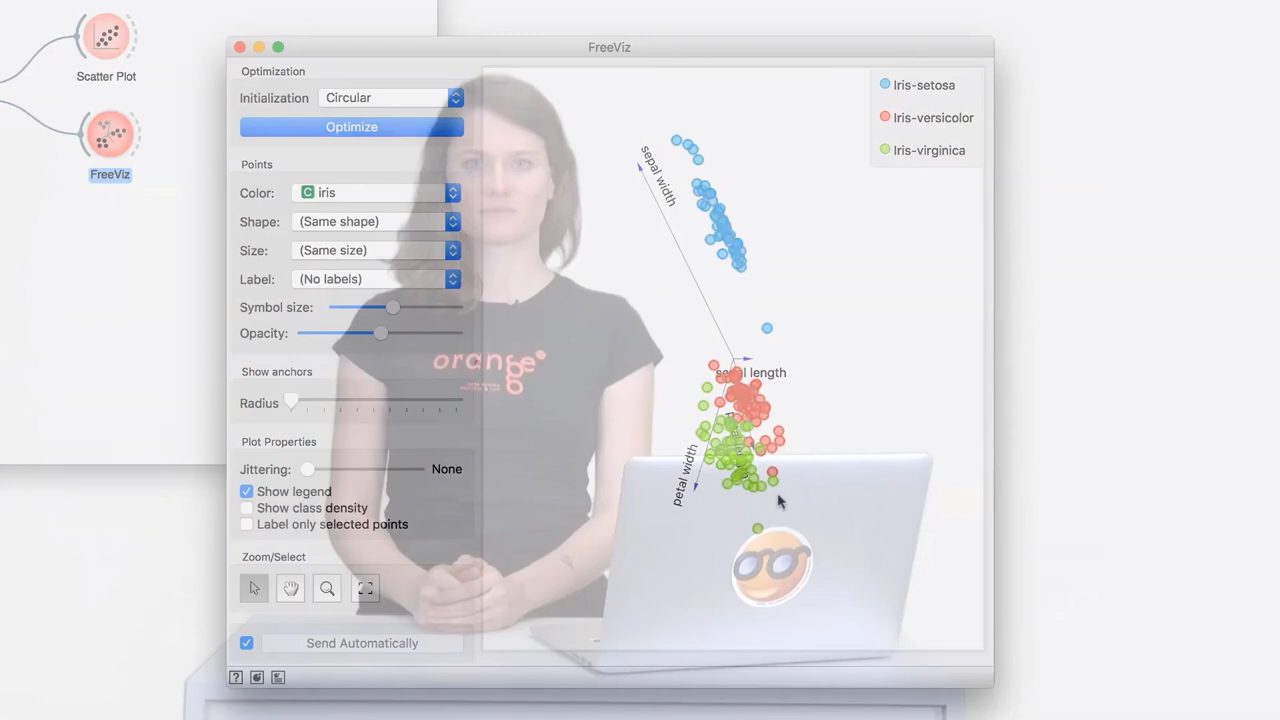 Scatter Plot
FreeViz
FreeViz
Optimization
Initialization Circular
Optimize
Points
Color: C iris
Shape: (Same shape)
Size: (Same size)
Label: (No labels)
Symbol size:
Opacity:
Show anchors
Radius
Plot Properties
Jittering: None
Show legend
Show class density
Label only selected points
Zoom/Select
Send Automatically
?
Iris-setosa
Iris-versicolor
Iris-virginica
sepal width
sepal length
petal width
orange